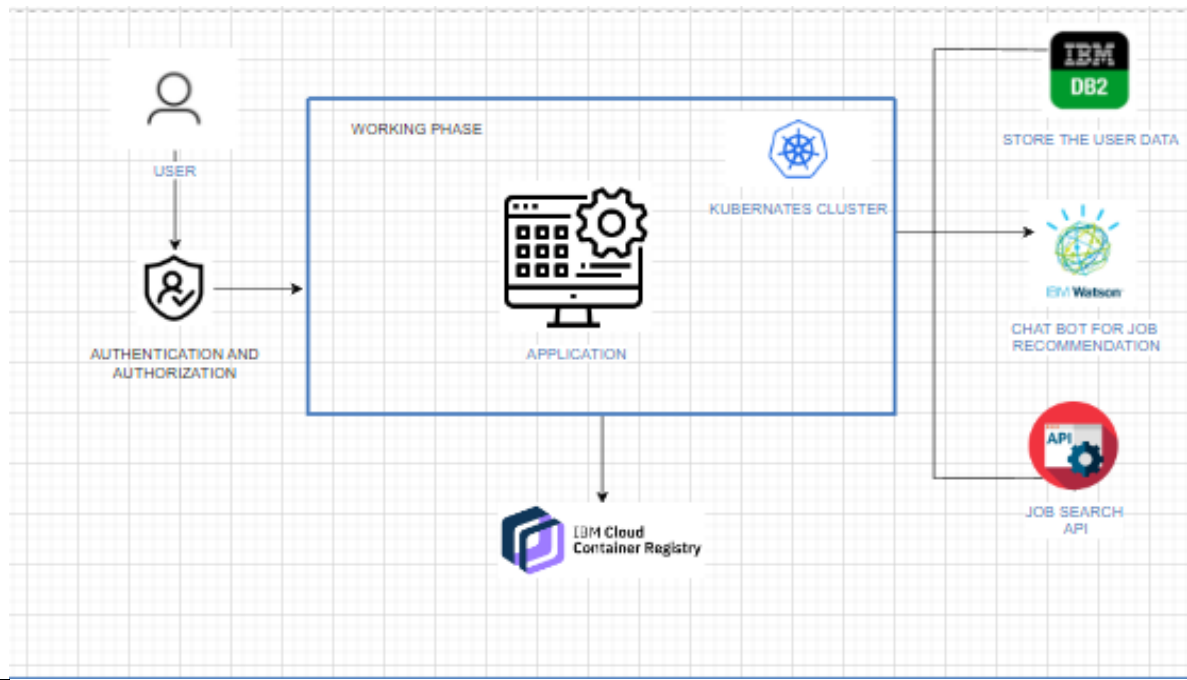 USER
AUTHENTICATION AND
AUTHORIZATION
WORKING PHASE
KUBERNATES CLUSTER
APPLICATION
IBM Cloud
Container Registry
IBM
DB2
STORE THE USER DATA
IBM Watson
CHAT BOT FOR JOB
RECOMMENDATION
API
JOB SEARCH
API